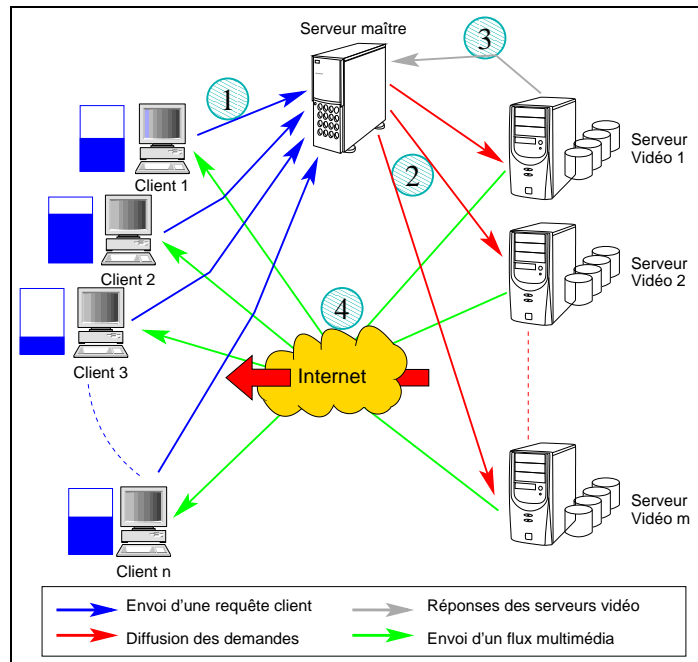 Serveur maître
3
1
Client 1
Serveur
Vidéo 1
2
Client 2
Serveur
Vidéo 2
Client 3
4
Internet
Client n
Serveur
Vidéo m
Envoi d'une requête client
Réponses des serveurs vidéo
Diffusion des demandes
Envoi d'un flux multimédia